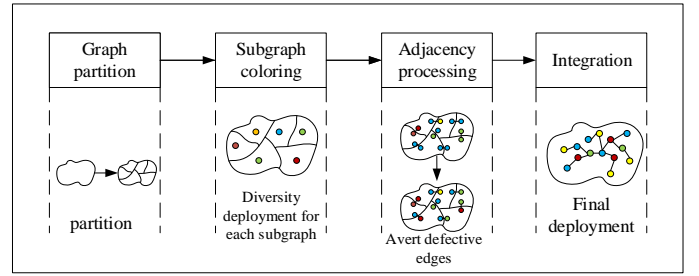 Graph
partition
Subgraph
coloring
Adjacency
processing
Integration
partition
Diversity
deployment for
each subgraph
Avert defective
edges
Final
deployment